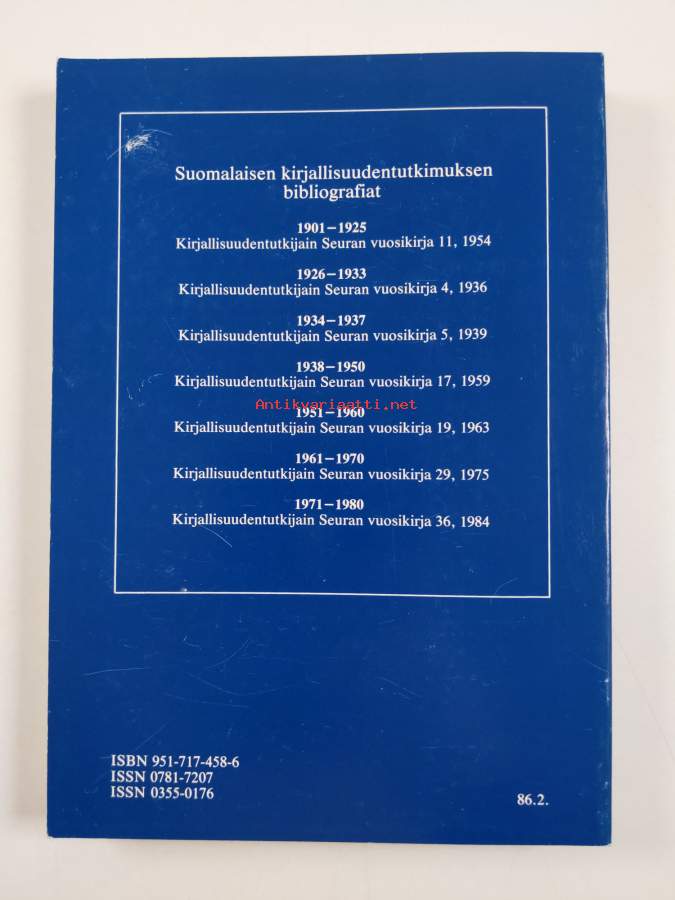 Suomalaisen kirjallisuudentutkimuksen
bibliografiat
1901–1925
Kirjallisuudentutkijain Seuran vuosikirja 11, 1954
1926–1933
Kirjallisuudentutkijain Seuran vuosikirja 4, 1936
1934–1937
Kirjallisuudentutkijain Seuran vuosikirja 5, 1939
1938–1950
Kirjallisuudentutkijain Seuran vuosikirja 17, 1959
Antikvariaatti.net
1951–1960
Kirjallisuudentutkijain Seuran vuosikirja 19, 1963
1961–1970
Kirjallisuudentutkijain Seuran vuosikirja 29, 1975
1971–1980
Kirjallisuudentutkijain Seuran vuosikirja 36, 1984
ISBN 951-717-458-6
ISSN 0781-7207
ISSN 0355-0176
86.2.